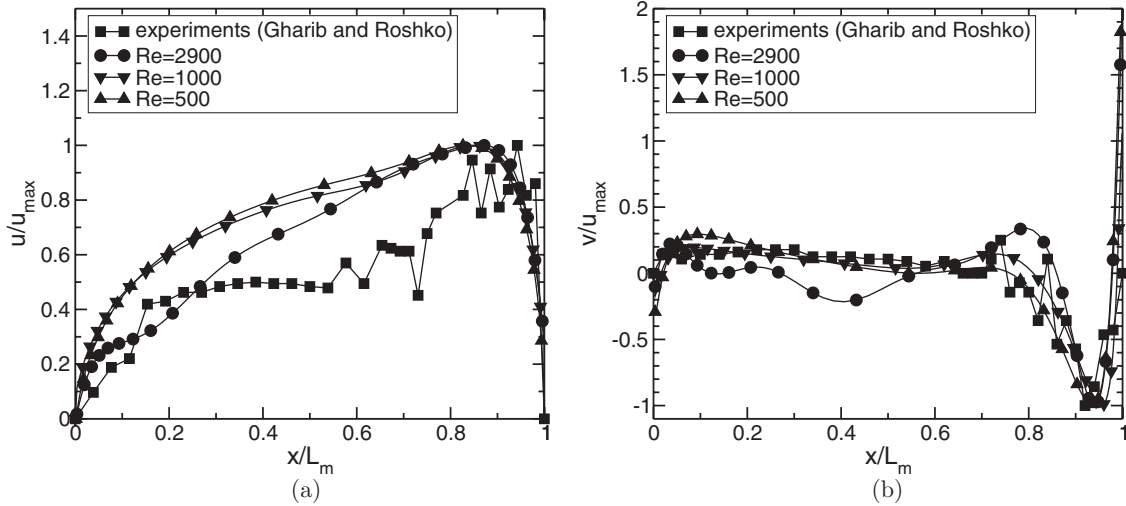 experiments (Gharib and Roshko)
Re=2900
Re=1000
Re=500
1.4
1.2
1
0.8
0.6
0.4
0.2
0
u/u_max
0 0.2 0.4 0.6 0.8 1
x/L_m
(a)
experiments (Gharib and Roshko)
Re=2900
Re=1000
Re=500
2
1.5
1
0.5
0
-0.5
-1
v/u_max
0 0.2 0.4 0.6 0.8 1
x/L_m
(b)